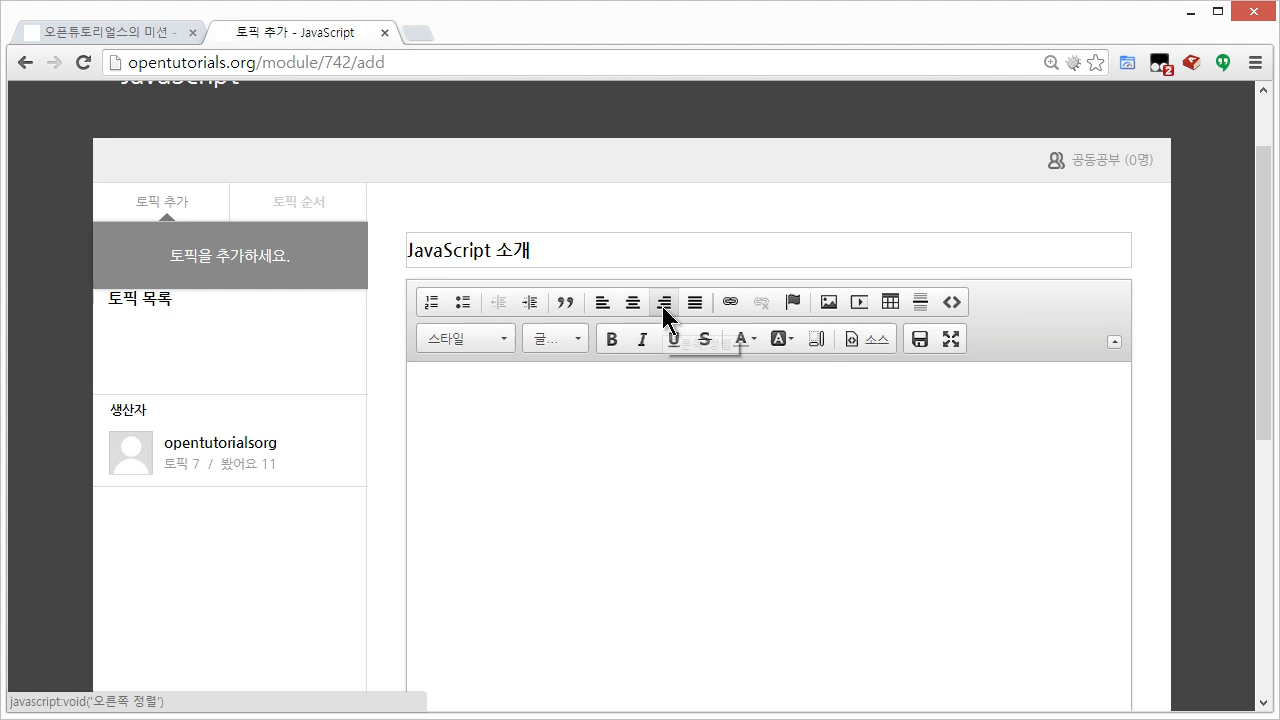 오픈튜토리얼스의 미션 -
토픽 추가 - JavaScript
opentutorials.org/module/742/add
2
JavaScript
공동공부 (0명)
토픽 추가
토픽 순서
토픽을 추가하세요.
JavaScript 소개
토픽 목록
스타일
글...
B I U S A A
소스
생산자
opentutorialsorg
토픽 7 / 봤어요 11
javascript:void('오른쪽 정렬')